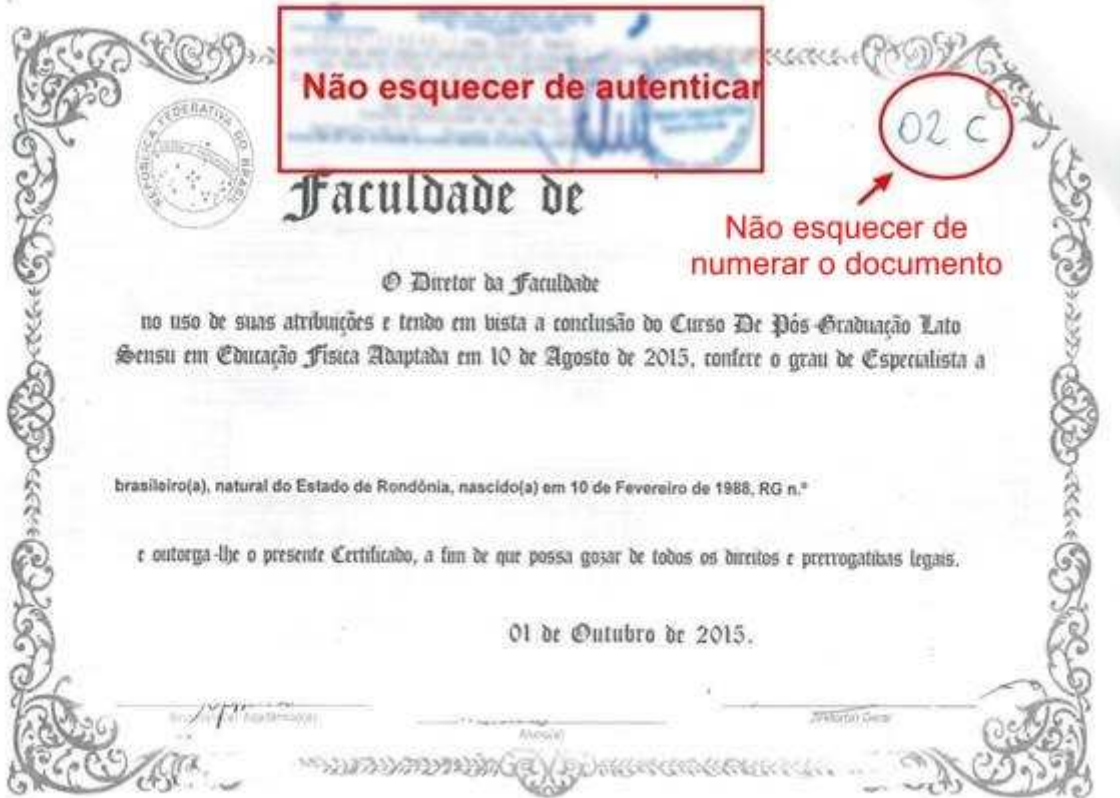 Não esquecer de autenticar
02 C
REPÚBLICA FEDERATIVA DO BRASIL
Faculdade de
Não esquecer de
numerar o documento
O Diretor da Faculdade
no uso de suas atribuições e tendo em vista a conclusão do Curso De Pós-Graduação Lato
Sensu em Educação Física Adaptada em 10 de Agosto de 2015, confere o grau de Especialista a
brasileiro(a), natural do Estado de Rondônia, nascido(a) em 10 de Fevereiro de 1988, RG n.º
e outorga-lhe o presente Certificado, a fim de que possa gozar de todos os direitos e prerrogativas legais.
01 de Outubro de 2015.